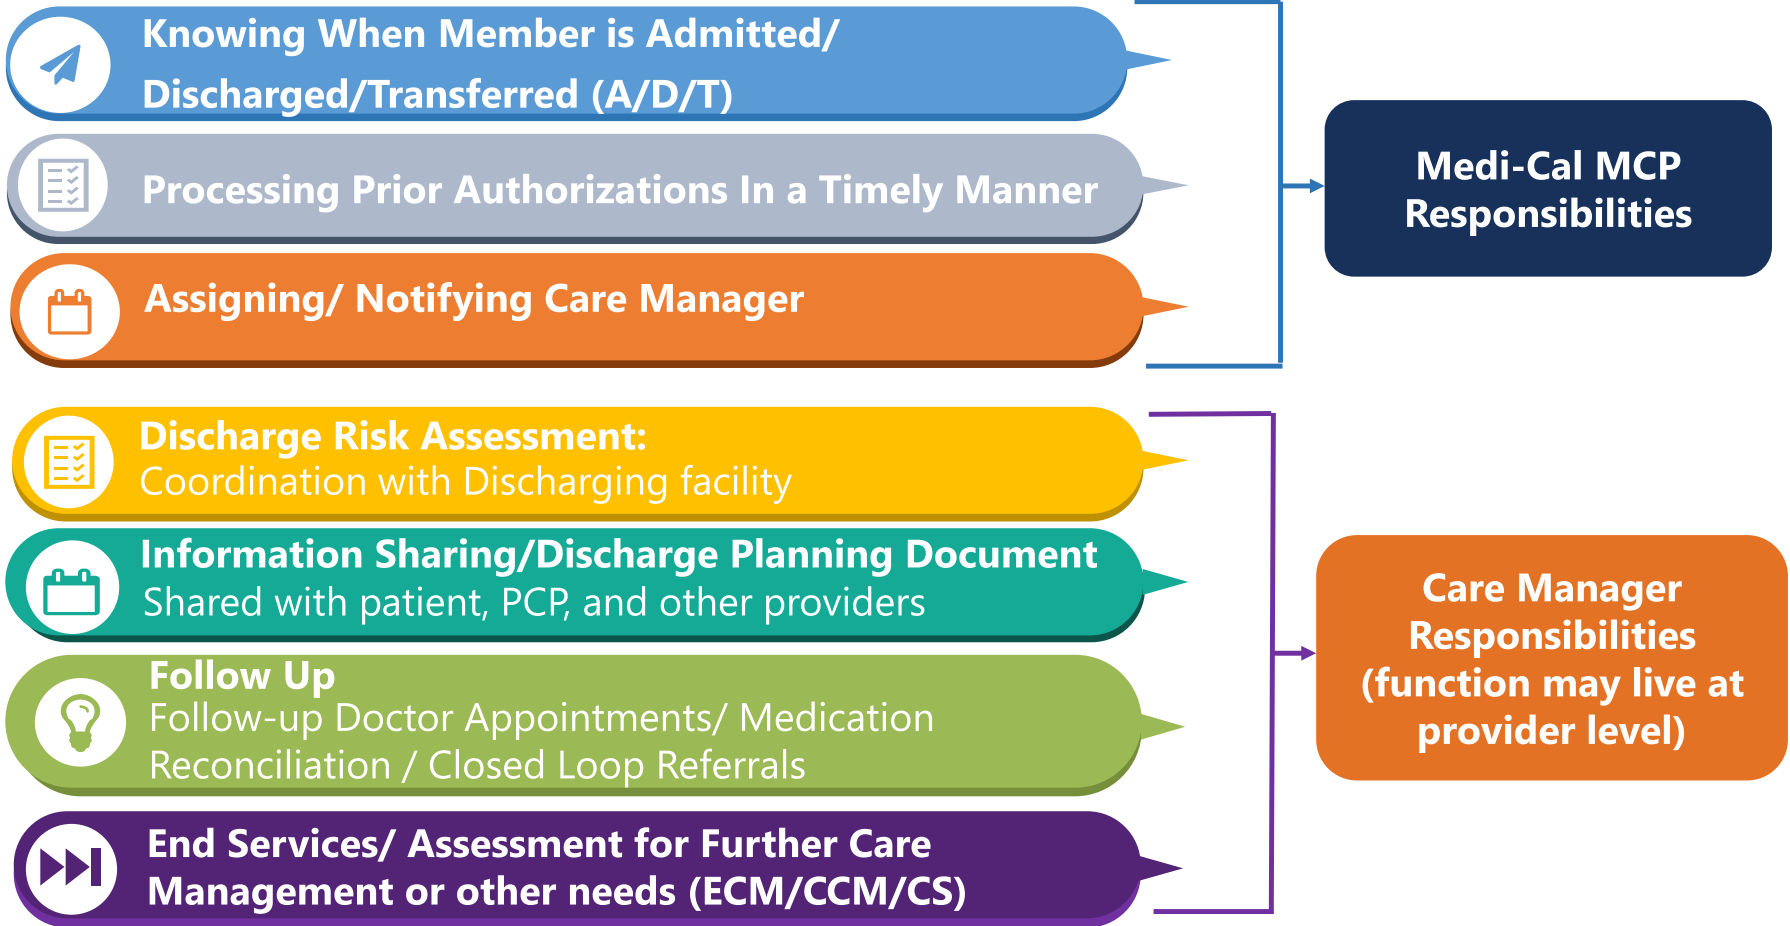 Knowing When Member is Admitted/
Discharged/Transferred (A/D/T)
Processing Prior Authorizations In a Timely Manner
Assigning/ Notifying Care Manager
Medi-Cal MCP
Responsibilities
Discharge Risk Assessment:
Coordination with Discharging facility
Information Sharing/Discharge Planning Document
Shared with patient, PCP, and other providers
Follow Up
Follow-up Doctor Appointments/ Medication
Reconciliation / Closed Loop Referrals
End Services/ Assessment for Further Care
Management or other needs (ECM/CCM/CS)
Care Manager
Responsibilities
(function may live at
provider level)